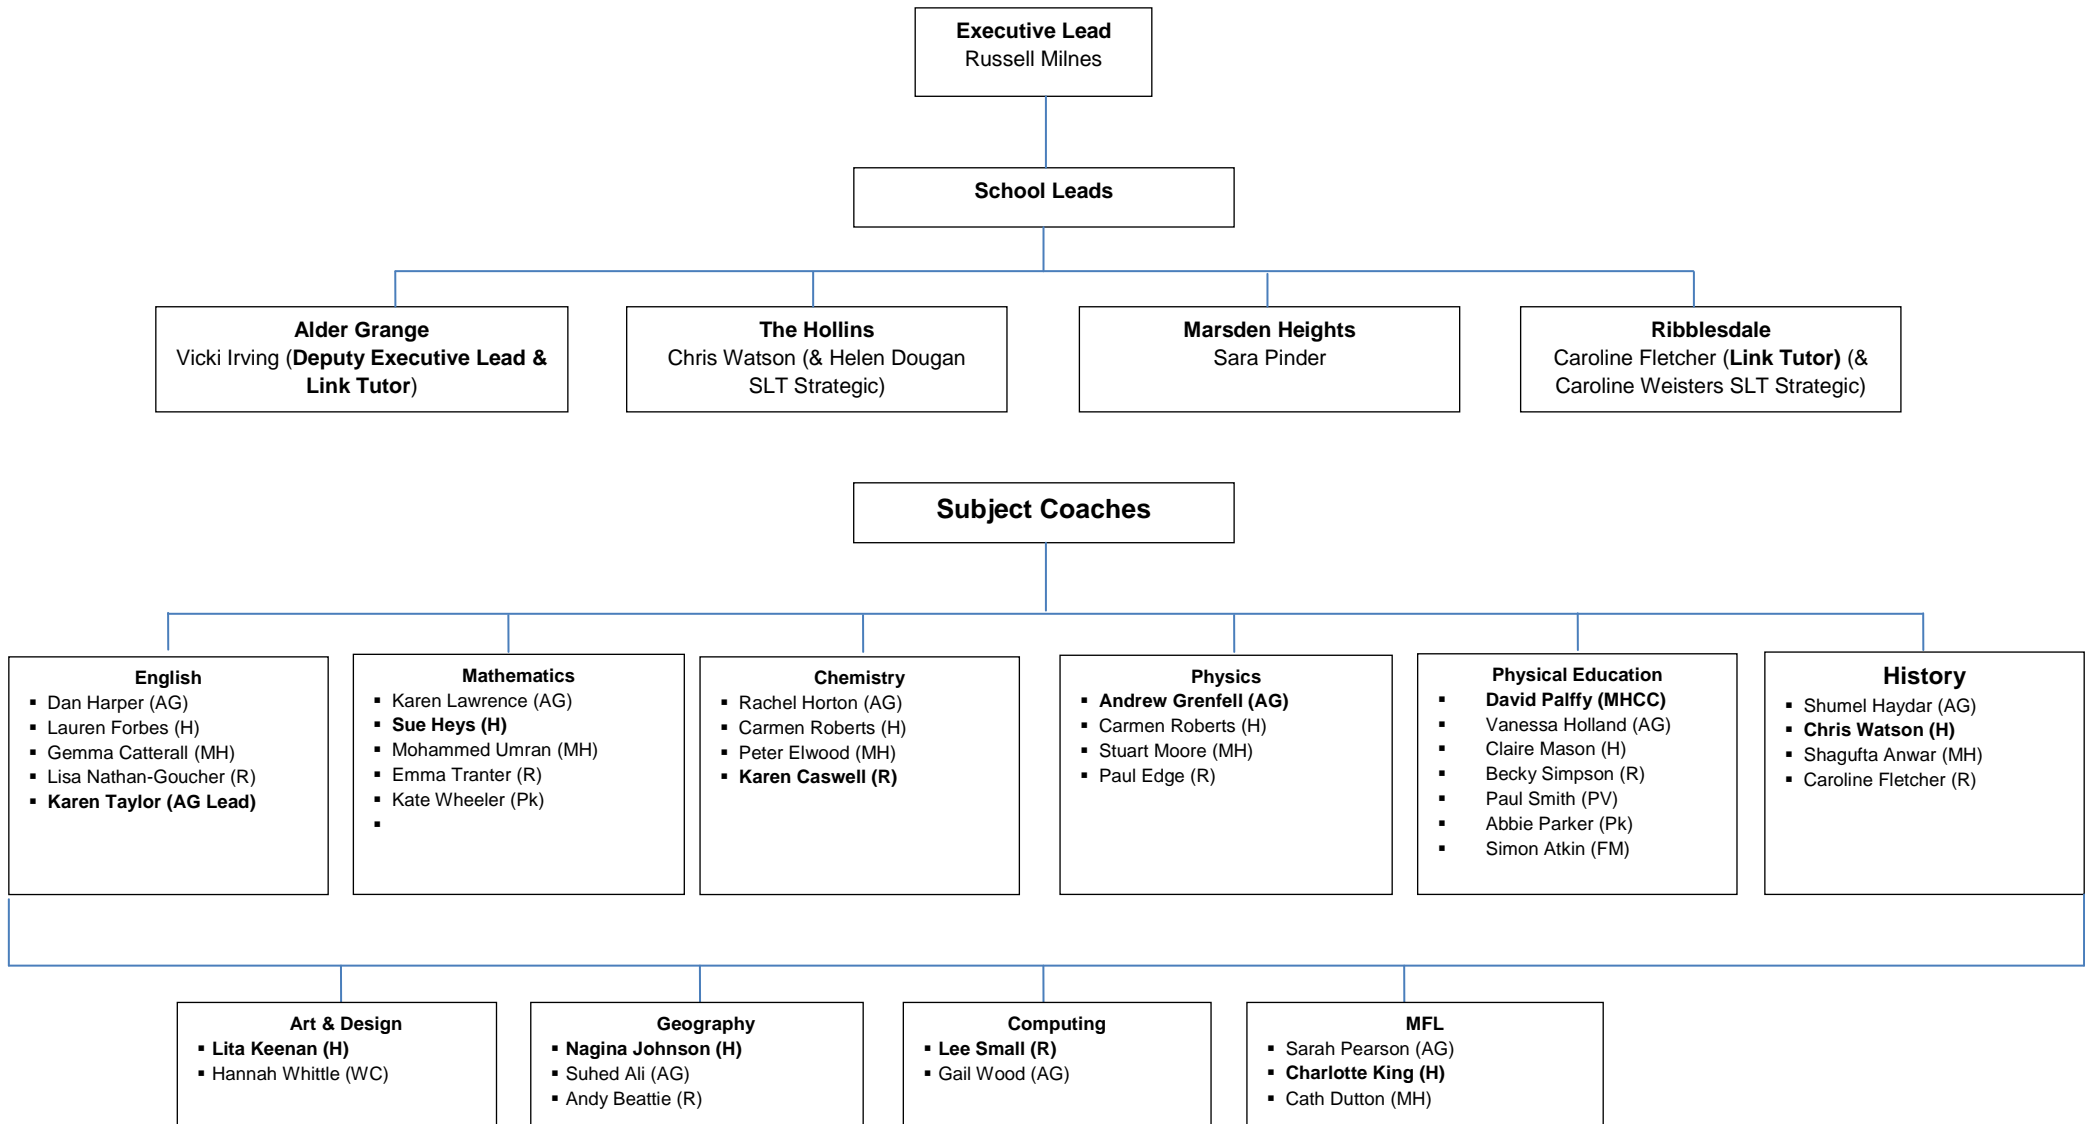 Executive Lead
Russell Milnes
School Leads
Alder Grange
Vicki Irving (Deputy Executive Lead &
Link Tutor)
The Hollins
Chris Watson (& Helen Dougan
SLT Strategic)
Marsden Heights
Sara Pinder
Ribblesdale
Caroline Fletcher (Link Tutor) (&
Caroline Weisters SLT Strategic)
Subject Coaches
English
▪ Dan Harper (AG)
▪ Lauren Forbes (H)
▪ Gemma Catterall (MH)
▪ Lisa Nathan-Goucher (R)
▪ Karen Taylor (AG Lead)
Mathematics
▪ Karen Lawrence (AG)
▪ Sue Heys (H)
▪ Mohammed Umran (MH)
▪ Emma Tranter (R)
▪ Kate Wheeler (Pk)
▪
Chemistry
▪ Rachel Horton (AG)
▪ Carmen Roberts (H)
▪ Peter Elwood (MH)
▪ Karen Caswell (R)
Physics
▪ Andrew Grenfell (AG)
▪ Carmen Roberts (H)
▪ Stuart Moore (MH)
▪ Paul Edge (R)
Physical Education
▪ David Palffy (MHCC)
▪ Vanessa Holland (AG)
▪ Claire Mason (H)
▪ Becky Simpson (R)
▪ Paul Smith (PV)
▪ Abbie Parker (Pk)
▪ Simon Atkin (FM)
History
▪ Shumel Haydar (AG)
▪ Chris Watson (H)
▪ Shagufta Anwar (MH)
▪ Caroline Fletcher (R)
Art & Design
▪ Lita Keenan (H)
▪ Hannah Whittle (WC)
Geography
▪ Nagina Johnson (H)
▪ Suhed Ali (AG)
▪ Andy Beattie (R)
Computing
▪ Lee Small (R)
▪ Gail Wood (AG)
MFL
▪ Sarah Pearson (AG)
▪ Charlotte King (H)
▪ Cath Dutton (MH)